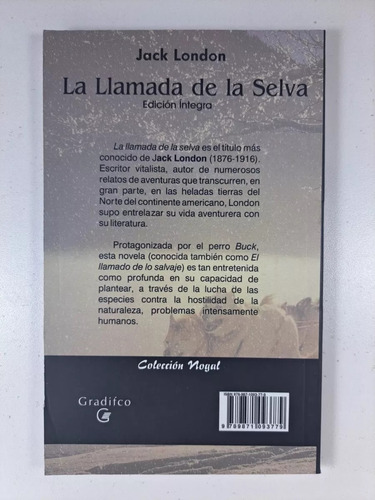 Jack London
La Llamada de la Selva
Edición Íntegra
La llamada de la selva es el título más
conocido de Jack London (1876-1916).
Escritor vitalista, autor de numerosos
relatos de aventuras que transcurren, en
gran parte, en las heladas tierras del
Norte del continente americano, London
supo entrelazar su vida aventurera con
su literatura.
Protagonizada por el perro Buck,
esta novela (conocida también como El
llamado de lo salvaje) es tan entretenida
como profunda en su capacidad de
plantear, a través de la lucha de las
especies contra la hostilidad de la
naturaleza, problemas intensamente
humanos.
Colección Nogal
Gradifco
G
9 789871 093779